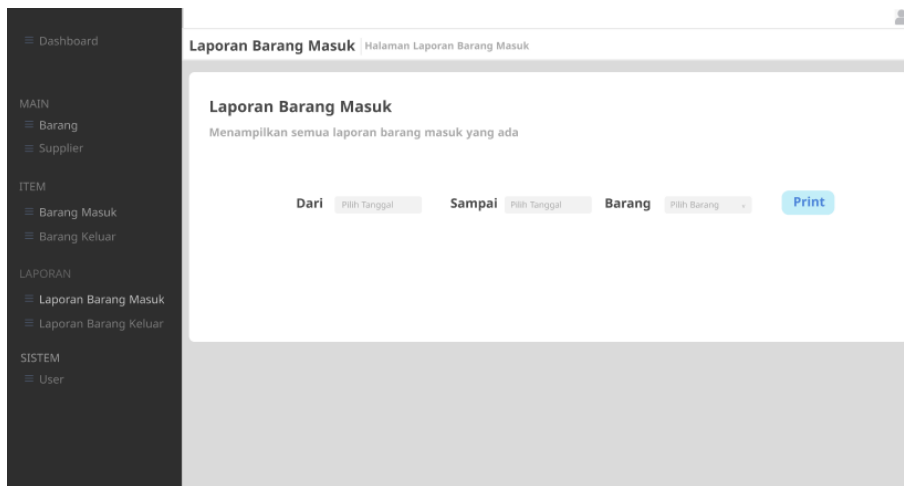 Dashboard
MAIN
Barang
Supplier
ITEM
Barang Masuk
Barang Keluar
LAPORAN
Laporan Barang Masuk
Laporan Barang Keluar
SISTEM
User
Laporan Barang Masuk Halaman Laporan Barang Masuk
Laporan Barang Masuk
Menampilkan semua laporan barang masuk yang ada
Dari Pilih Tanggal Sampai Pilih Tanggal Barang Pilih Barang Print